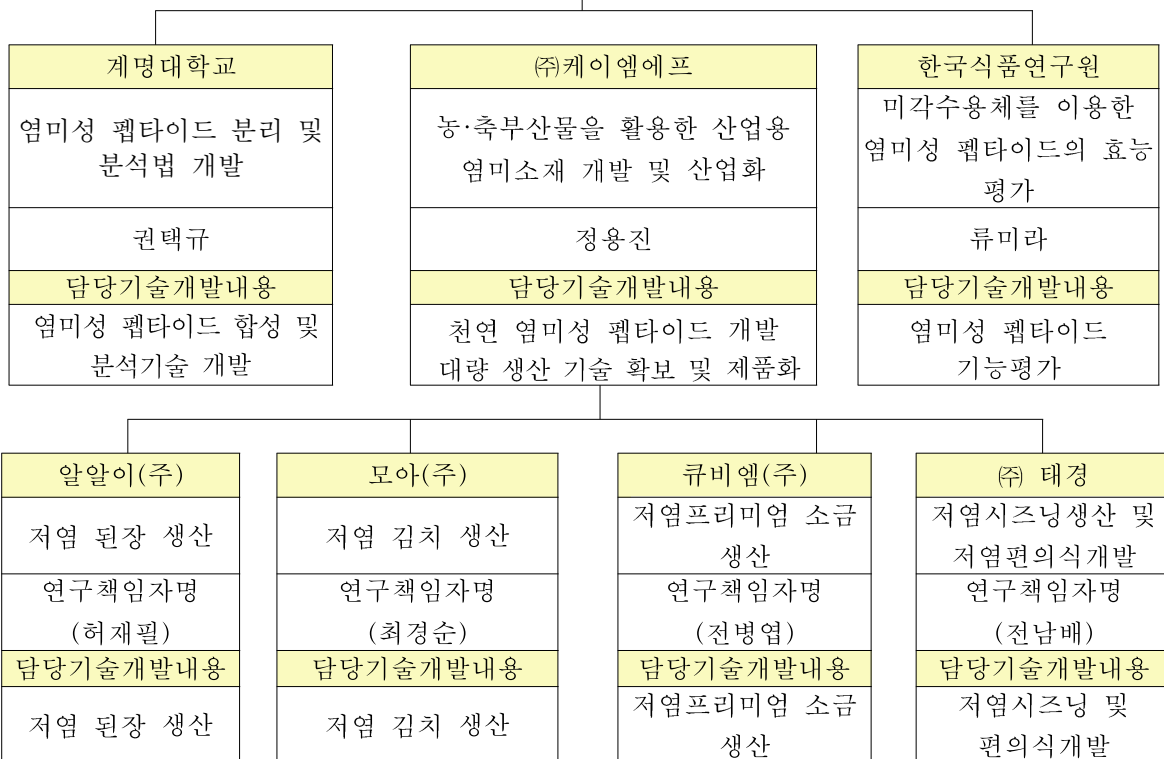 계명대학교
염미성 펩타이드 분리 및
분석법 개발
권택규
담당기술개발내용
염미성 펩타이드 합성 및
분석기술 개발
㈜케이엠에프
농·축부산물을 활용한 산업용
염미소재 개발 및 산업화
정용진
담당기술개발내용
천연 염미성 펩타이드 개발
대량 생산 기술 확보 및 제품화
한국식품연구원
미각수용체를 이용한
염미성 펩타이드의 효능
평가
류미라
담당기술개발내용
염미성 펩타이드
기능평가
알알이(주)
저염 된장 생산
연구책임자명
(허재필)
담당기술개발내용
저염 된장 생산
모아(주)
저염 김치 생산
연구책임자명
(최경순)
담당기술개발내용
저염 김치 생산
큐비엠(주)
저염프리미엄 소금
생산
연구책임자명
(전병엽)
담당기술개발내용
저염프리미엄 소금
생산
㈜ 태경
저염시즈닝생산 및
저염편의식개발
연구책임자명
(전남배)
담당기술개발내용
저염시즈닝 및
편의식개발